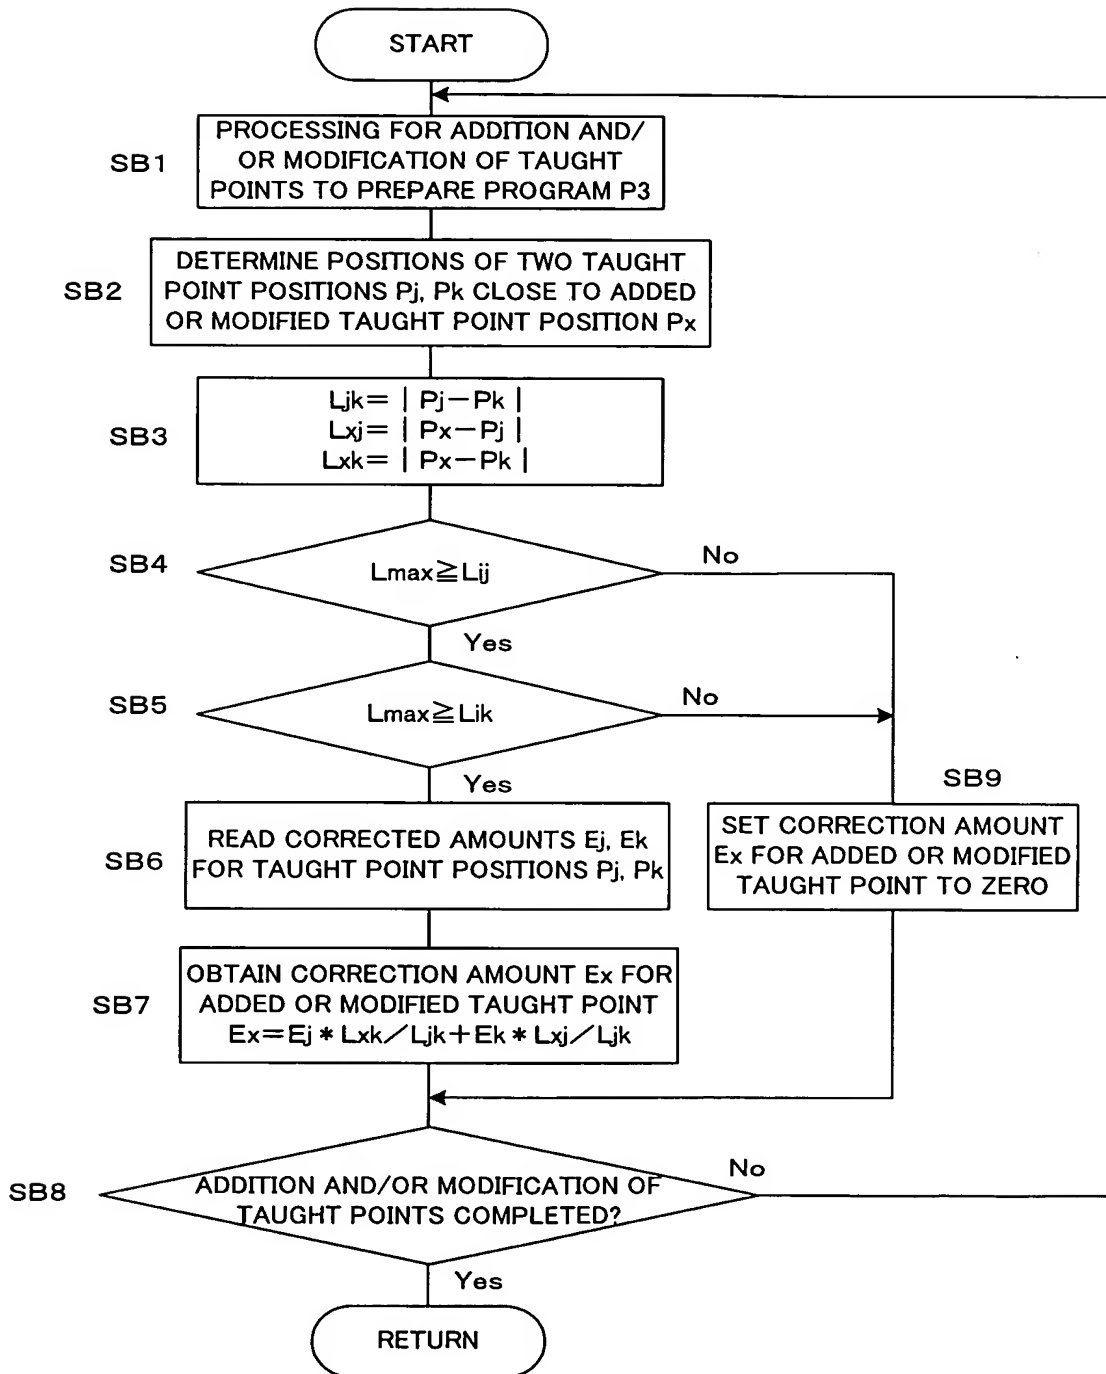 START
SB1
PROCESSING FOR ADDITION AND/
OR MODIFICATION OF TAUGHT
POINTS TO PREPARE PROGRAM P3
SB2
DETERMINE POSITIONS OF TWO TAUGHT
POINT POSITIONS Pj, Pk CLOSE TO ADDED
OR MODIFIED TAUGHT POINT POSITION Px
SB3
Ljk= | Pj−Pk |
Lxj= | Px−Pj |
Lxk= | Px−Pk |
SB4
Lmax≧Lij
No
Yes
SB5
Lmax≧Lik
No
Yes
SB6
READ CORRECTED AMOUNTS Ej, Ek
FOR TAUGHT POINT POSITIONS Pj, Pk
SB9
SET CORRECTION AMOUNT
Ex FOR ADDED OR MODIFIED
TAUGHT POINT TO ZERO
SB7
OBTAIN CORRECTION AMOUNT Ex FOR
ADDED OR MODIFIED TAUGHT POINT
Ex=Ej * Lxk/Ljk+Ek * Lxj/Ljk
SB8
ADDITION AND/OR MODIFICATION OF
TAUGHT POINTS COMPLETED?
No
Yes
RETURN